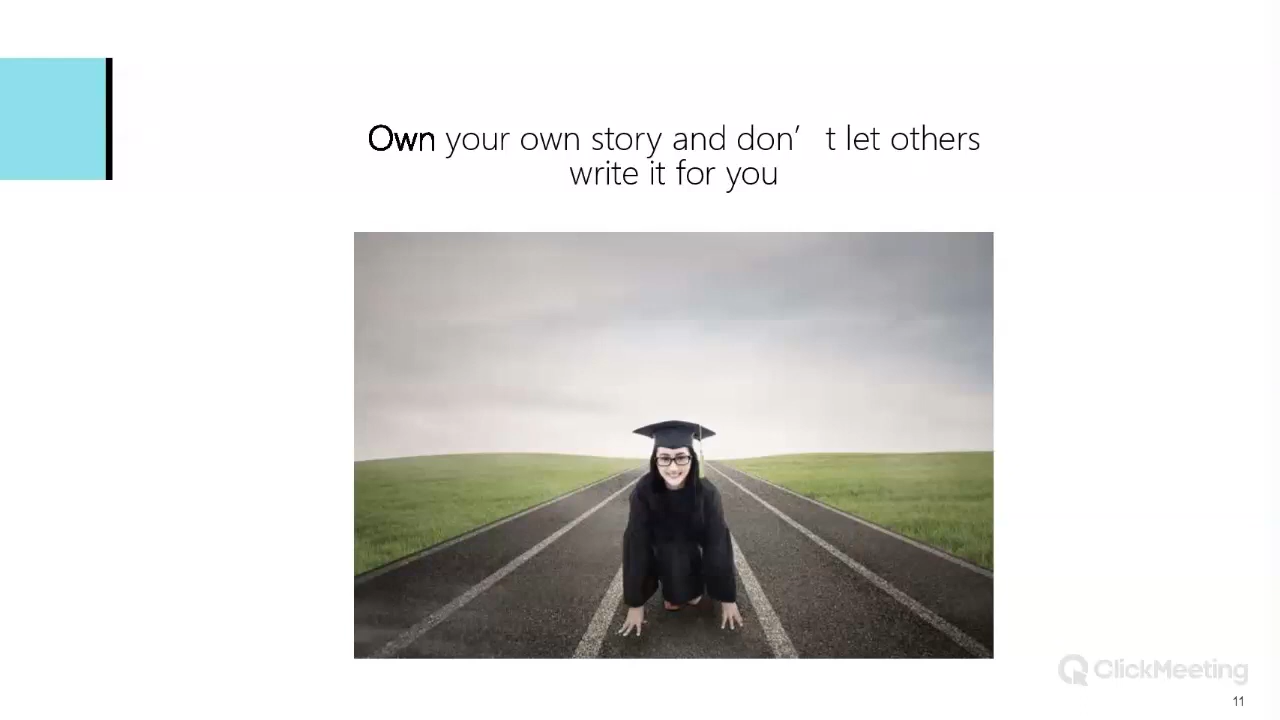 Own your own story and don’ t let others
write it for you
ClickMeeting
11